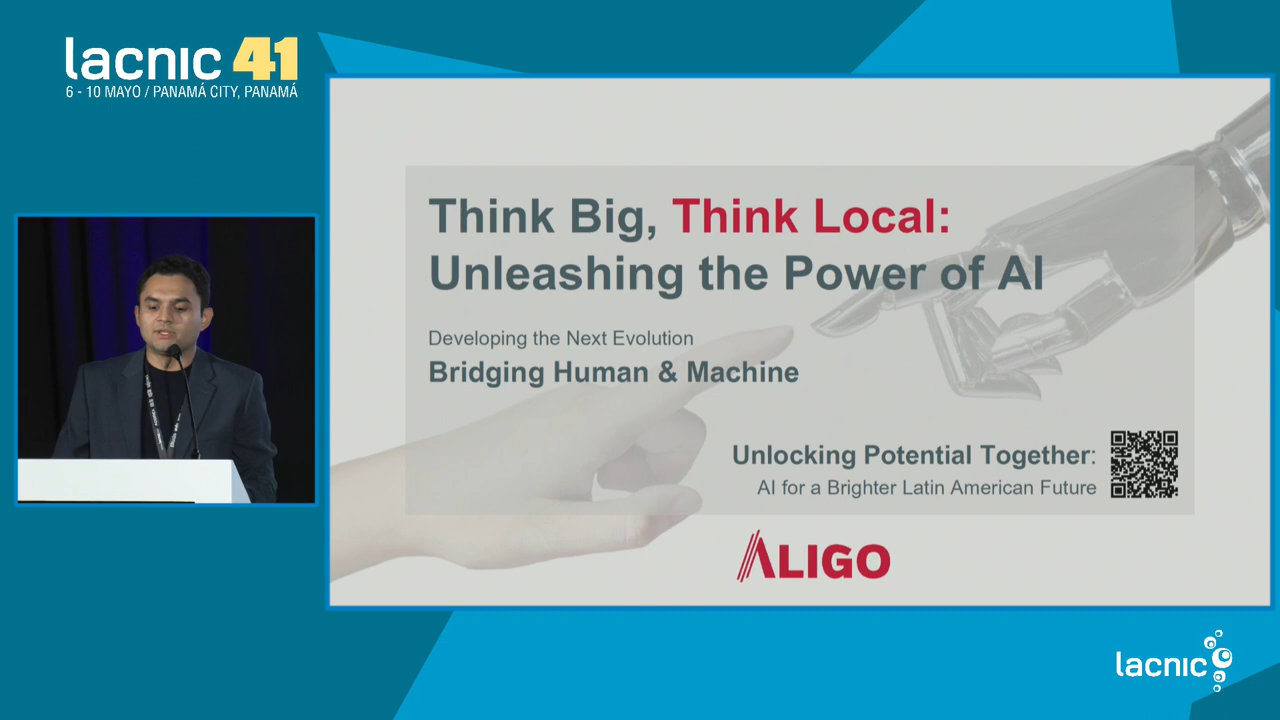 lacnic 41
6 - 10 MAYO / PANAMÁ CITY, PANAMÁ
Think Big, Think Local:
Unleashing the Power of AI
Developing the Next Evolution
Bridging Human & Machine
Unlocking Potential Together:
AI for a Brighter Latin American Future
ALIGO
lacnic